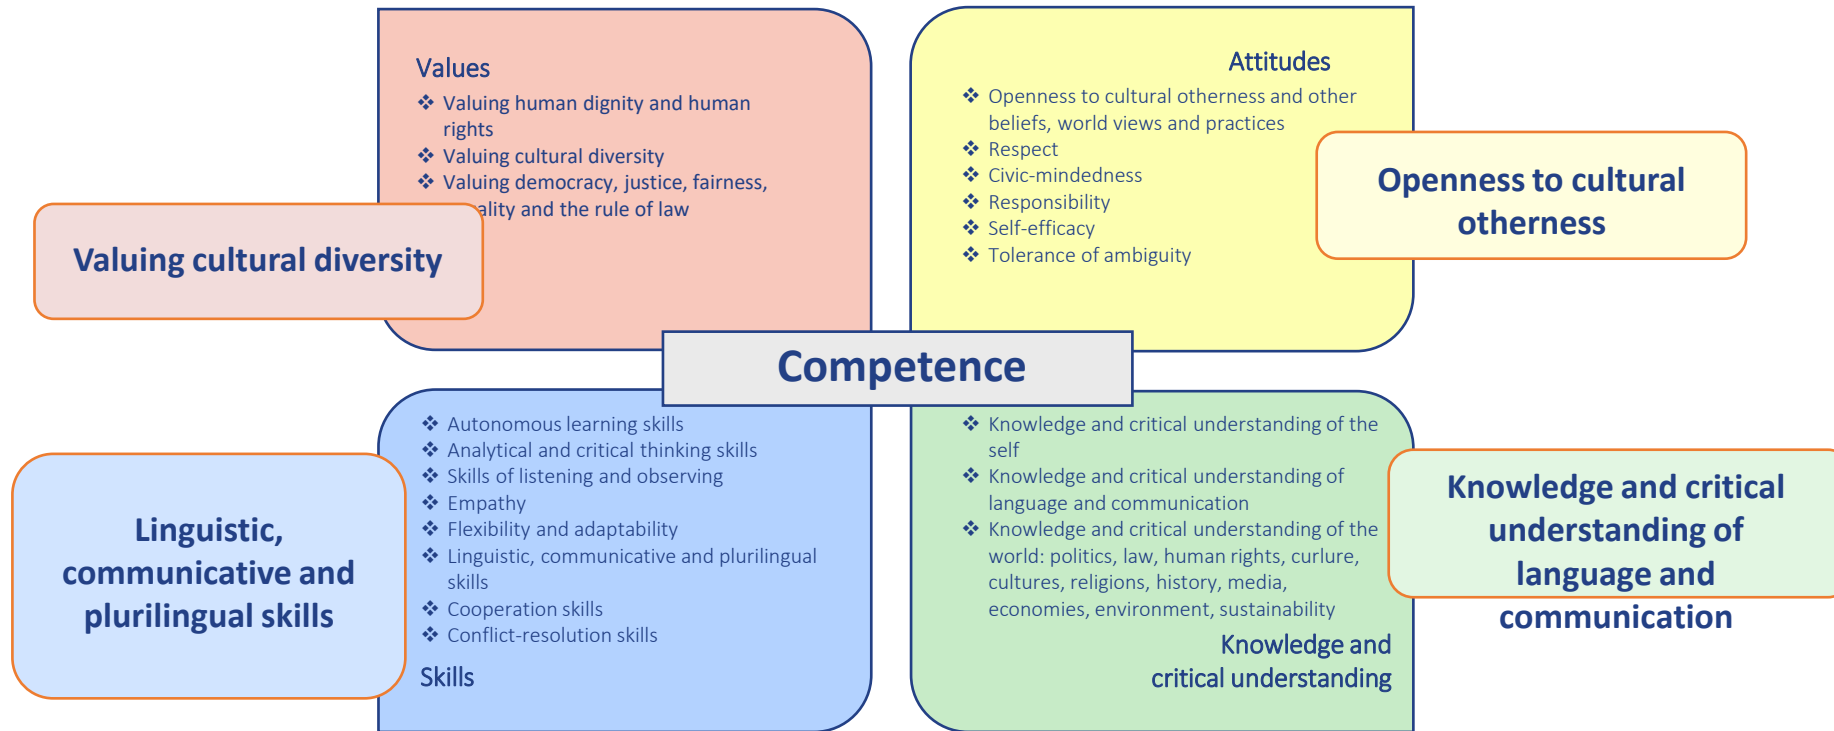 Values
❖ Valuing human dignity and human
rights
❖ Valuing cultural diversity
❖ Valuing democracy, justice, fairness,
ality and the rule of law
Valuing cultural diversity
Attitudes
❖ Openness to cultural otherness and other
beliefs, world views and practices
❖ Respect
❖ Civic-mindedness
❖ Responsibility
❖ Self-efficacy
❖ Tolerance of ambiguity
Openness to cultural
otherness
Competence
❖ Autonomous learning skills
❖ Analytical and critical thinking skills
❖ Skills of listening and observing
❖ Empathy
❖ Flexibility and adaptability
❖ Linguistic, communicative and plurilingual
skills
❖ Cooperation skills
❖ Conflict-resolution skills
Skills
Linguistic,
communicative and
plurilingual skills
❖ Knowledge and critical understanding of the
self
❖ Knowledge and critical understanding of
language and communication
❖ Knowledge and critical understanding of the
world: politics, law, human rights, curlure,
cultures, religions, history, media,
economies, environment, sustainability
Knowledge and
critical understanding
Knowledge and critical
understanding of
language and
communication